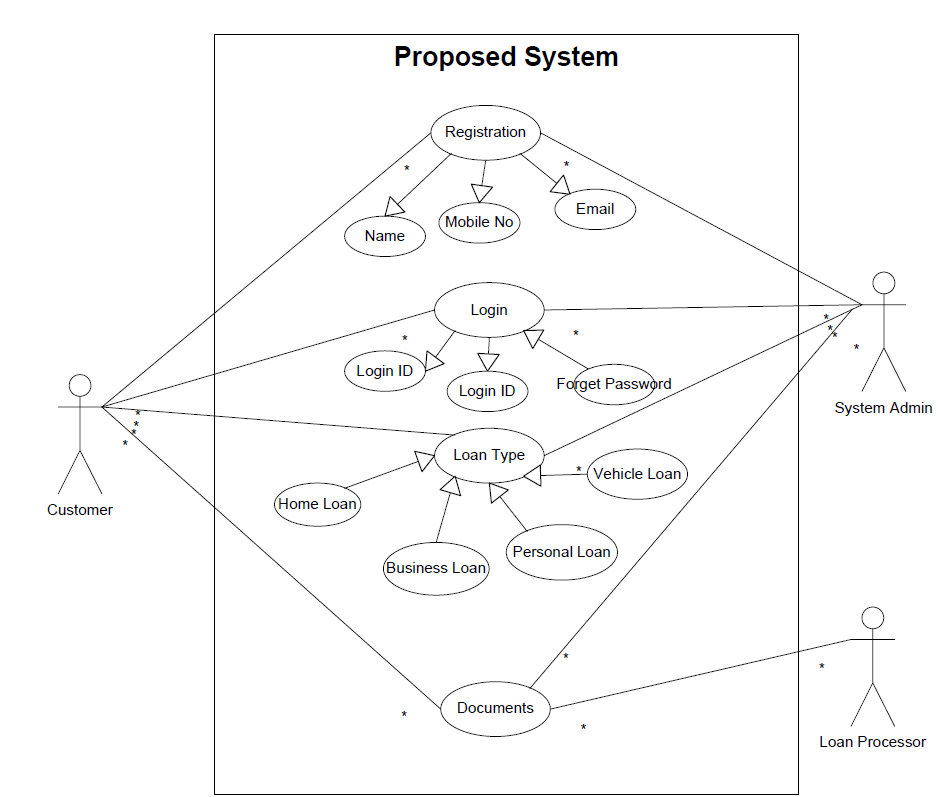 Proposed System
Registration
*
*
Name
Mobile No
Email
Login
*
*
Login ID
Login ID
Forget Password
*
*
*
*
System Admin
*
*
*
*
Customer
Loan Type
*
Vehicle Loan
Home Loan
Business Loan
Personal Loan
*
*
Documents
*
*
Loan Processor